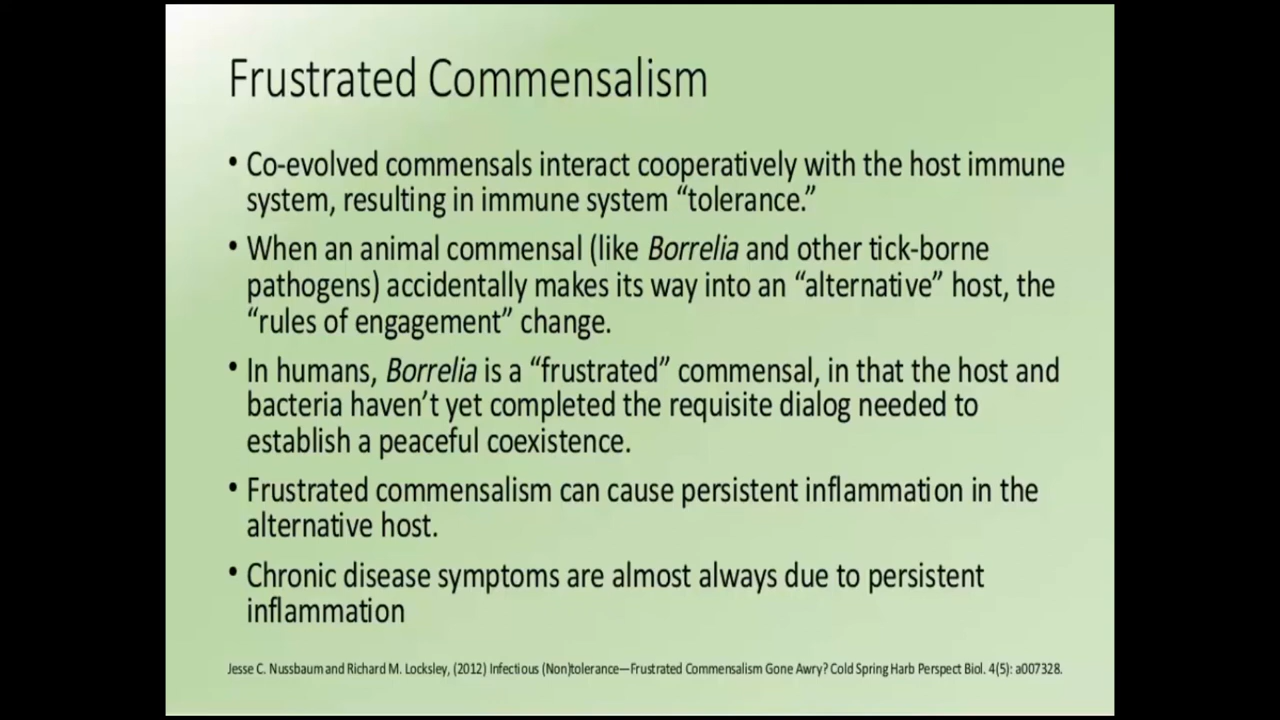 Frustrated Commensalism
• Co-evolved commensals interact cooperatively with the host immune
system, resulting in immune system “tolerance.”
• When an animal commensal (like Borrelia and other tick-borne
pathogens) accidentally makes its way into an “alternative” host, the
“rules of engagement” change.
• In humans, Borrelia is a “frustrated” commensal, in that the host and
bacteria haven’t yet completed the requisite dialog needed to
establish a peaceful coexistence.
• Frustrated commensalism can cause persistent inflammation in the
alternative host.
• Chronic disease symptoms are almost always due to persistent
inflammation
Jesse C. Nussbaum and Richard M. Locksley, (2012) Infectious (Non)tolerance—Frustrated Commensalism Gone Awry? Cold Spring Harb Perspect Biol. 4(5): a007328.